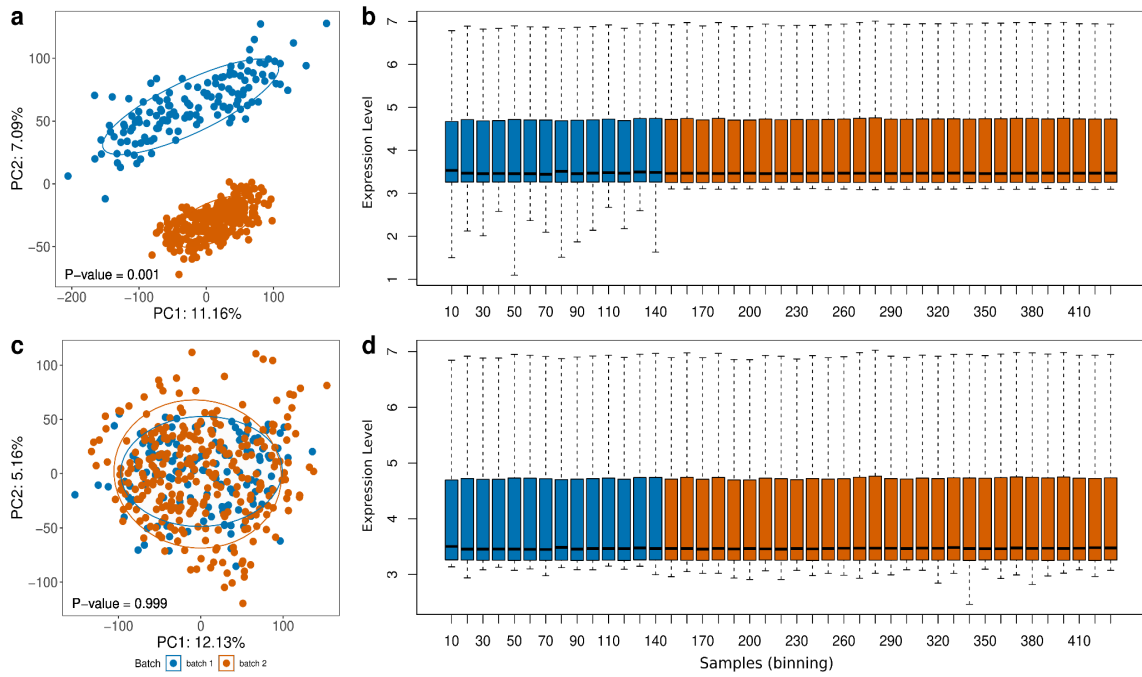 a
PC2: 7.09%
100
50
0
−50
P−value = 0.001
−200
−100
0
100
PC1: 11.16%
b
Expression Level
7
6
5
4
3
2
1
10 30 50 70 90 110 140 170 200 230 260 290 320 350 380 410
c
PC2: 5.16%
100
50
0
−50
−100
P−value = 0.999
−100
0
100
PC1: 12.13%
Batch batch 1 batch 2
d
Expression Level
7
6
5
4
3
10 30 50 70 90 110 140 170 200 230 260 290 320 350 380 410
Samples (binning)